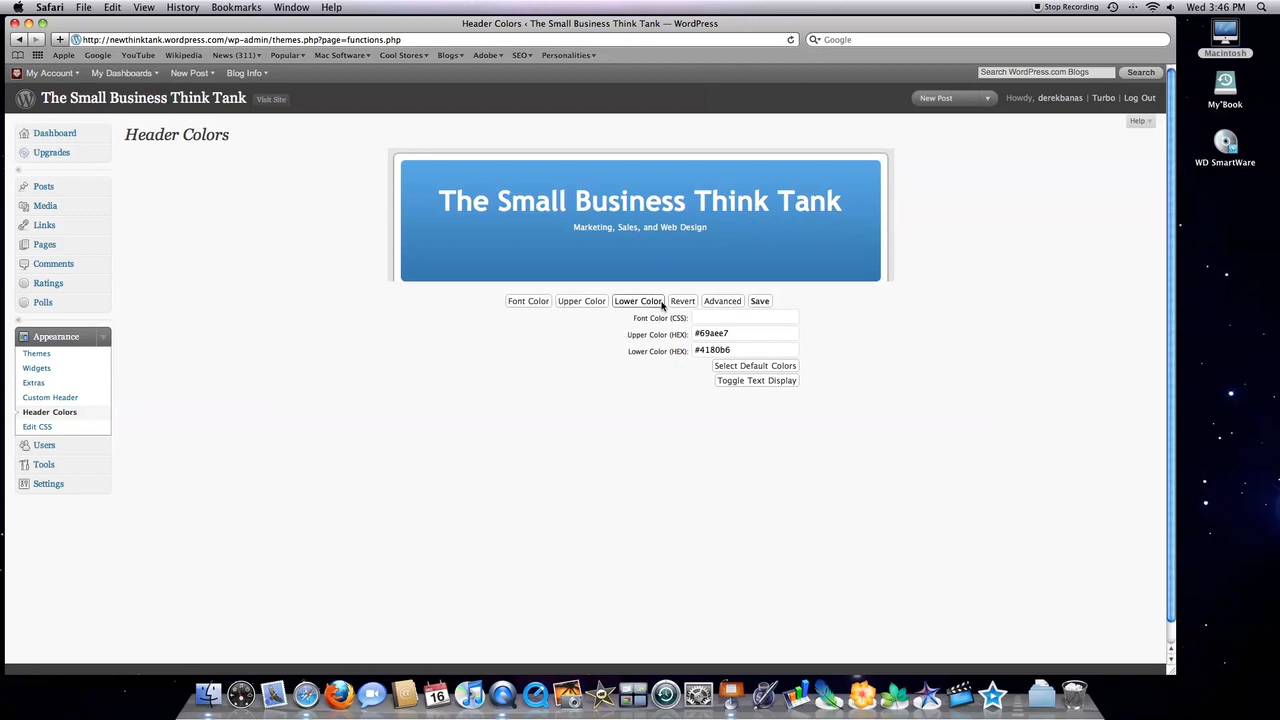 Safari File Edit View History Bookmarks Window Help Stop Recording Wed 3:46 PM
Header Colors ‹ The Small Business Think Tank — WordPress
http://newthinktank.wordpress.com/wp-admin/themes.php?page=functions.php Google
Apple Google YouTube Wikipedia News (311) Popular Mac Software Cool Stores Blogs Adobe SEO Personalities
Macintosh
My Account My Dashboards New Post Blog Info Search WordPress.com Blogs Search
The Small Business Think Tank Visit Site New Post Howdy, derekbanas | Turbo | Log Out
My Book
Help
Header Colors
Dashboard
Upgrades
WD SmartWare
Posts
Media
Links
Pages
Comments
Ratings
Polls
The Small Business Think Tank
Marketing, Sales, and Web Design
Font Color Upper Color Lower Color Revert Advanced Save
Font Color (CSS):
Upper Color (HEX): #69aee7
Lower Color (HEX): #4180b6
Select Default Colors
Toggle Text Display
Appearance
Themes
Widgets
Extras
Custom Header
Header Colors
Edit CSS
Users
Tools
Settings
16